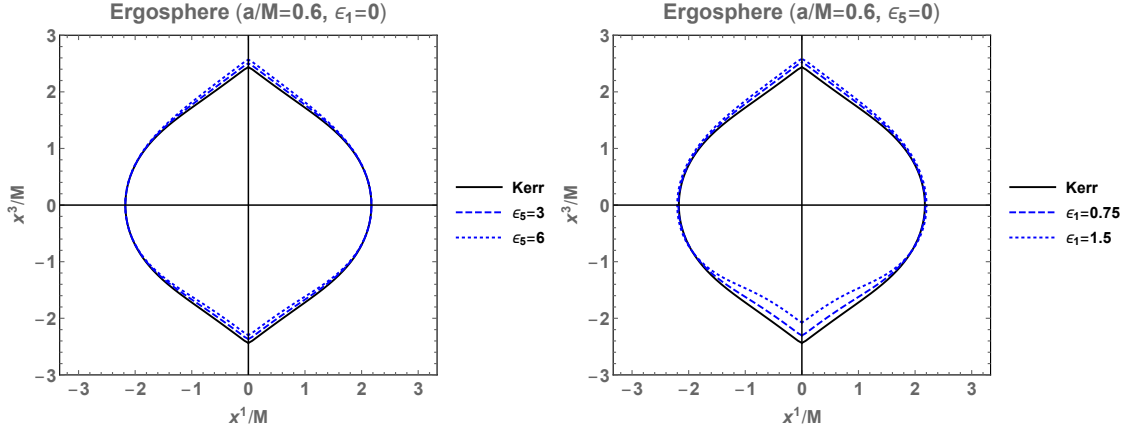 Ergosphere (a/M=0.6, ϵ₁=0)
3
2
1
0
−1
−2
−3
x³/M
−3 −2 −1 0 1 2 3
x¹/M
Kerr
ϵ₅=3
ϵ₅=6
Ergosphere (a/M=0.6, ϵ₅=0)
3
2
1
0
−1
−2
−3
x³/M
−3 −2 −1 0 1 2 3
x¹/M
Kerr
ϵ₁=0.75
ϵ₁=1.5